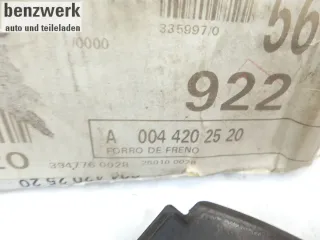 benzwerk
auto und teileladen
/0000
335997/0
56
922
A 004 420 25 20
FORRO DE FRENO